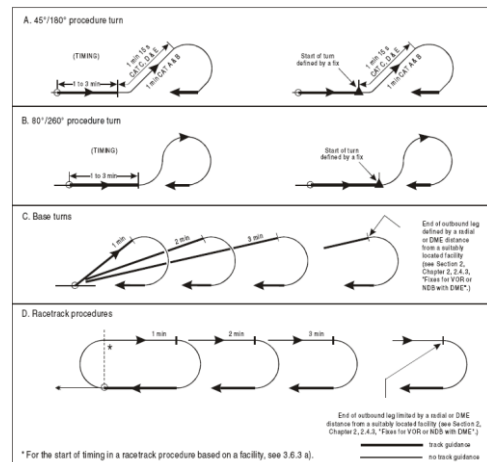 A. 45°/180° procedure turn
(TIMING)
1 to 3 min
1 min 15 s
CAT C, D & E
1 min CAT A & B
Start of turn
defined by a fix
1 min 15 s
CAT C, D & E
1 min CAT A & B
B. 80°/260° procedure turn
(TIMING)
1 to 3 min
Start of turn
defined by a fix
C. Base turns
1 min
2 min
3 min
End of outbound leg
defined by a radial
or DME distance
from a suitably
located facility
(see Section 2,
Chapter 2, 2.4.3,
"Fixes for VOR or
NDB with DME".)
D. Racetrack procedures
*
1 min
2 min
3 min
End of outbound leg limited by a radial or DME
distance from a suitably located facility (see Section 2,
Chapter 2, 2.4.3, "Fixes for VOR and NDB with DME".)
track guidance
no track guidance
* For the start of timing in a racetrack procedure based on a facility, see 3.6.3 a).